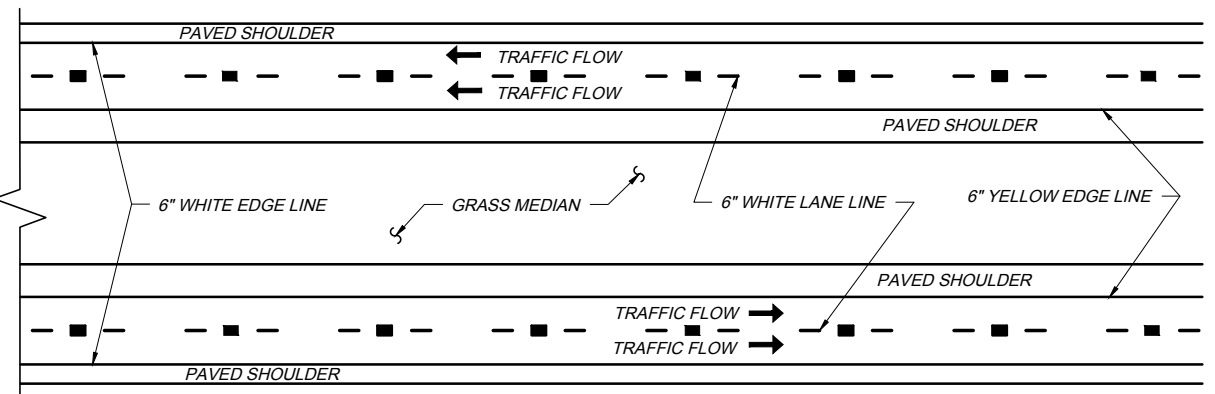 PAVED SHOULDER
TRAFFIC FLOW
TRAFFIC FLOW
PAVED SHOULDER
6" WHITE EDGE LINE
GRASS MEDIAN
6" WHITE LANE LINE
6" YELLOW EDGE LINE
PAVED SHOULDER
TRAFFIC FLOW
TRAFFIC FLOW
PAVED SHOULDER